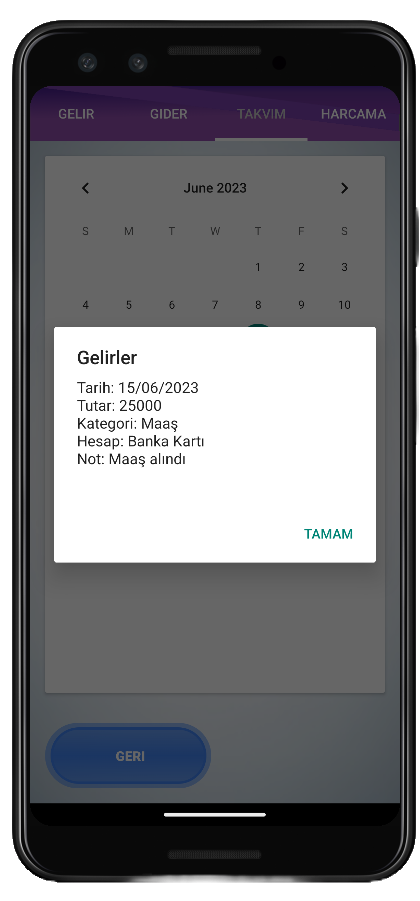 GELIR GIDER TAKVIM HARCAMA
June 2023
S M T W T F S
1 2 3
4 5 6 7 8 9 10
Gelirler
Tarih: 15/06/2023
Tutar: 25000
Kategori: Maaş
Hesap: Banka Kartı
Not: Maaş alındı
TAMAM
GERI